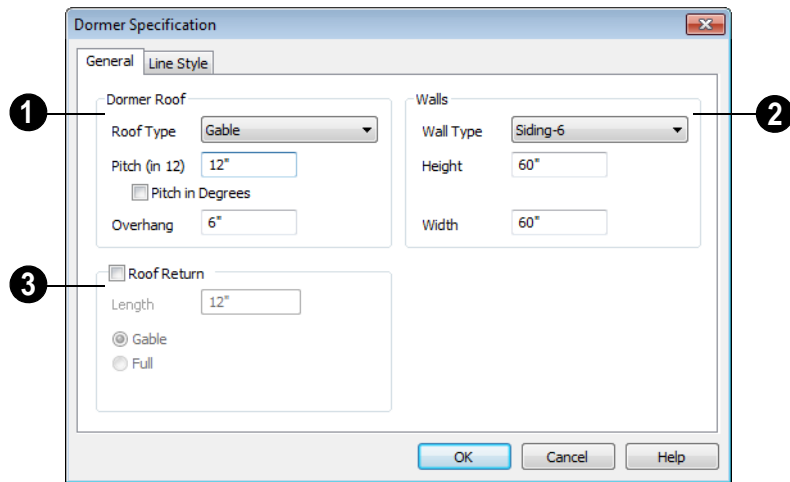 Dormer Specification
General
Line Style
1
Dormer Roof
Roof Type
Gable
Pitch (in 12)
12"
Pitch in Degrees
Overhang
6"
2
Walls
Wall Type
Siding-6
Height
60"
Width
60"
3
Roof Return
Length
12"
Gable
Full
OK
Cancel
Help